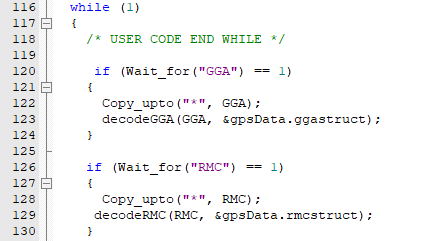 116 while (1)
117 {
118 /* USER CODE END WHILE */
119
120 if (Wait_for("GGA") == 1)
121 {
122 Copy_upto("*", GGA);
123 decodeGGA(GGA, &gpsData.ggastruct);
124 }
125
126 if (Wait_for("RMC") == 1)
127 {
128 Copy_upto("*", RMC);
129 decodeRMC(RMC, &gpsData.rmcstruct);
130 }